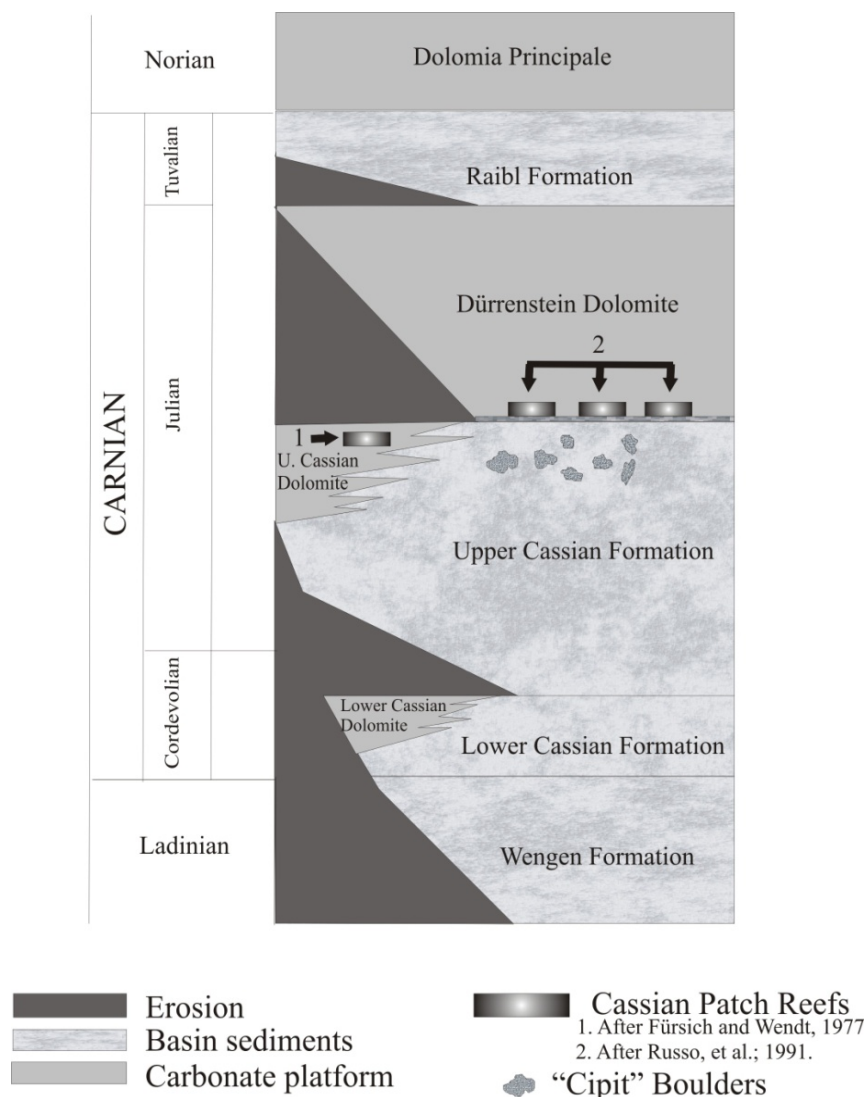 Norian
Dolomia Principale
Tuvalian
Raibl Formation
CARNIAN
Julian
Dürrenstein Dolomite
2
1
U. Cassian
Dolomite
Upper Cassian Formation
Cordevolian
Lower Cassian
Dolomite
Lower Cassian Formation
Ladinian
Wengen Formation
Erosion
Basin sediments
Carbonate platform
Cassian Patch Reefs
1. After Fürsich and Wendt, 1977
2. After Russo, et al.; 1991.
“Cipit” Boulders